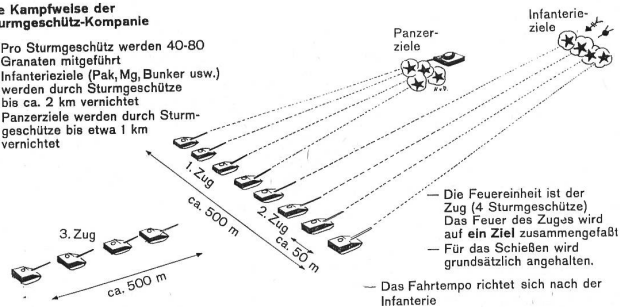 e Kampfweise der
urmgeschütz-Kompanie
Pro Sturmgeschütz werden 40-80
Granaten mitgeführt
Infanterieziele (Pak, Mg, Bunker usw.)
werden durch Sturmgeschütze
bis ca. 2 km vernichtet
Panzerziele werden durch Sturm-
geschütze bis etwa 1 km
vernichtet
Panzer-
ziele
Infanterie-
ziele
1. Zug
ca. 500 m
2. Zug
ca. 50 m
3. Zug
ca. 500 m
— Die Feuereinheit ist der
Zug (4 Sturmgeschütze)
Das Feuer des Zuges wird
auf ein Ziel zusammengefaßt
— Für das Schießen wird
grundsätzlich angehalten.
— Das Fahrtempo richtet sich nach der
Infanterie